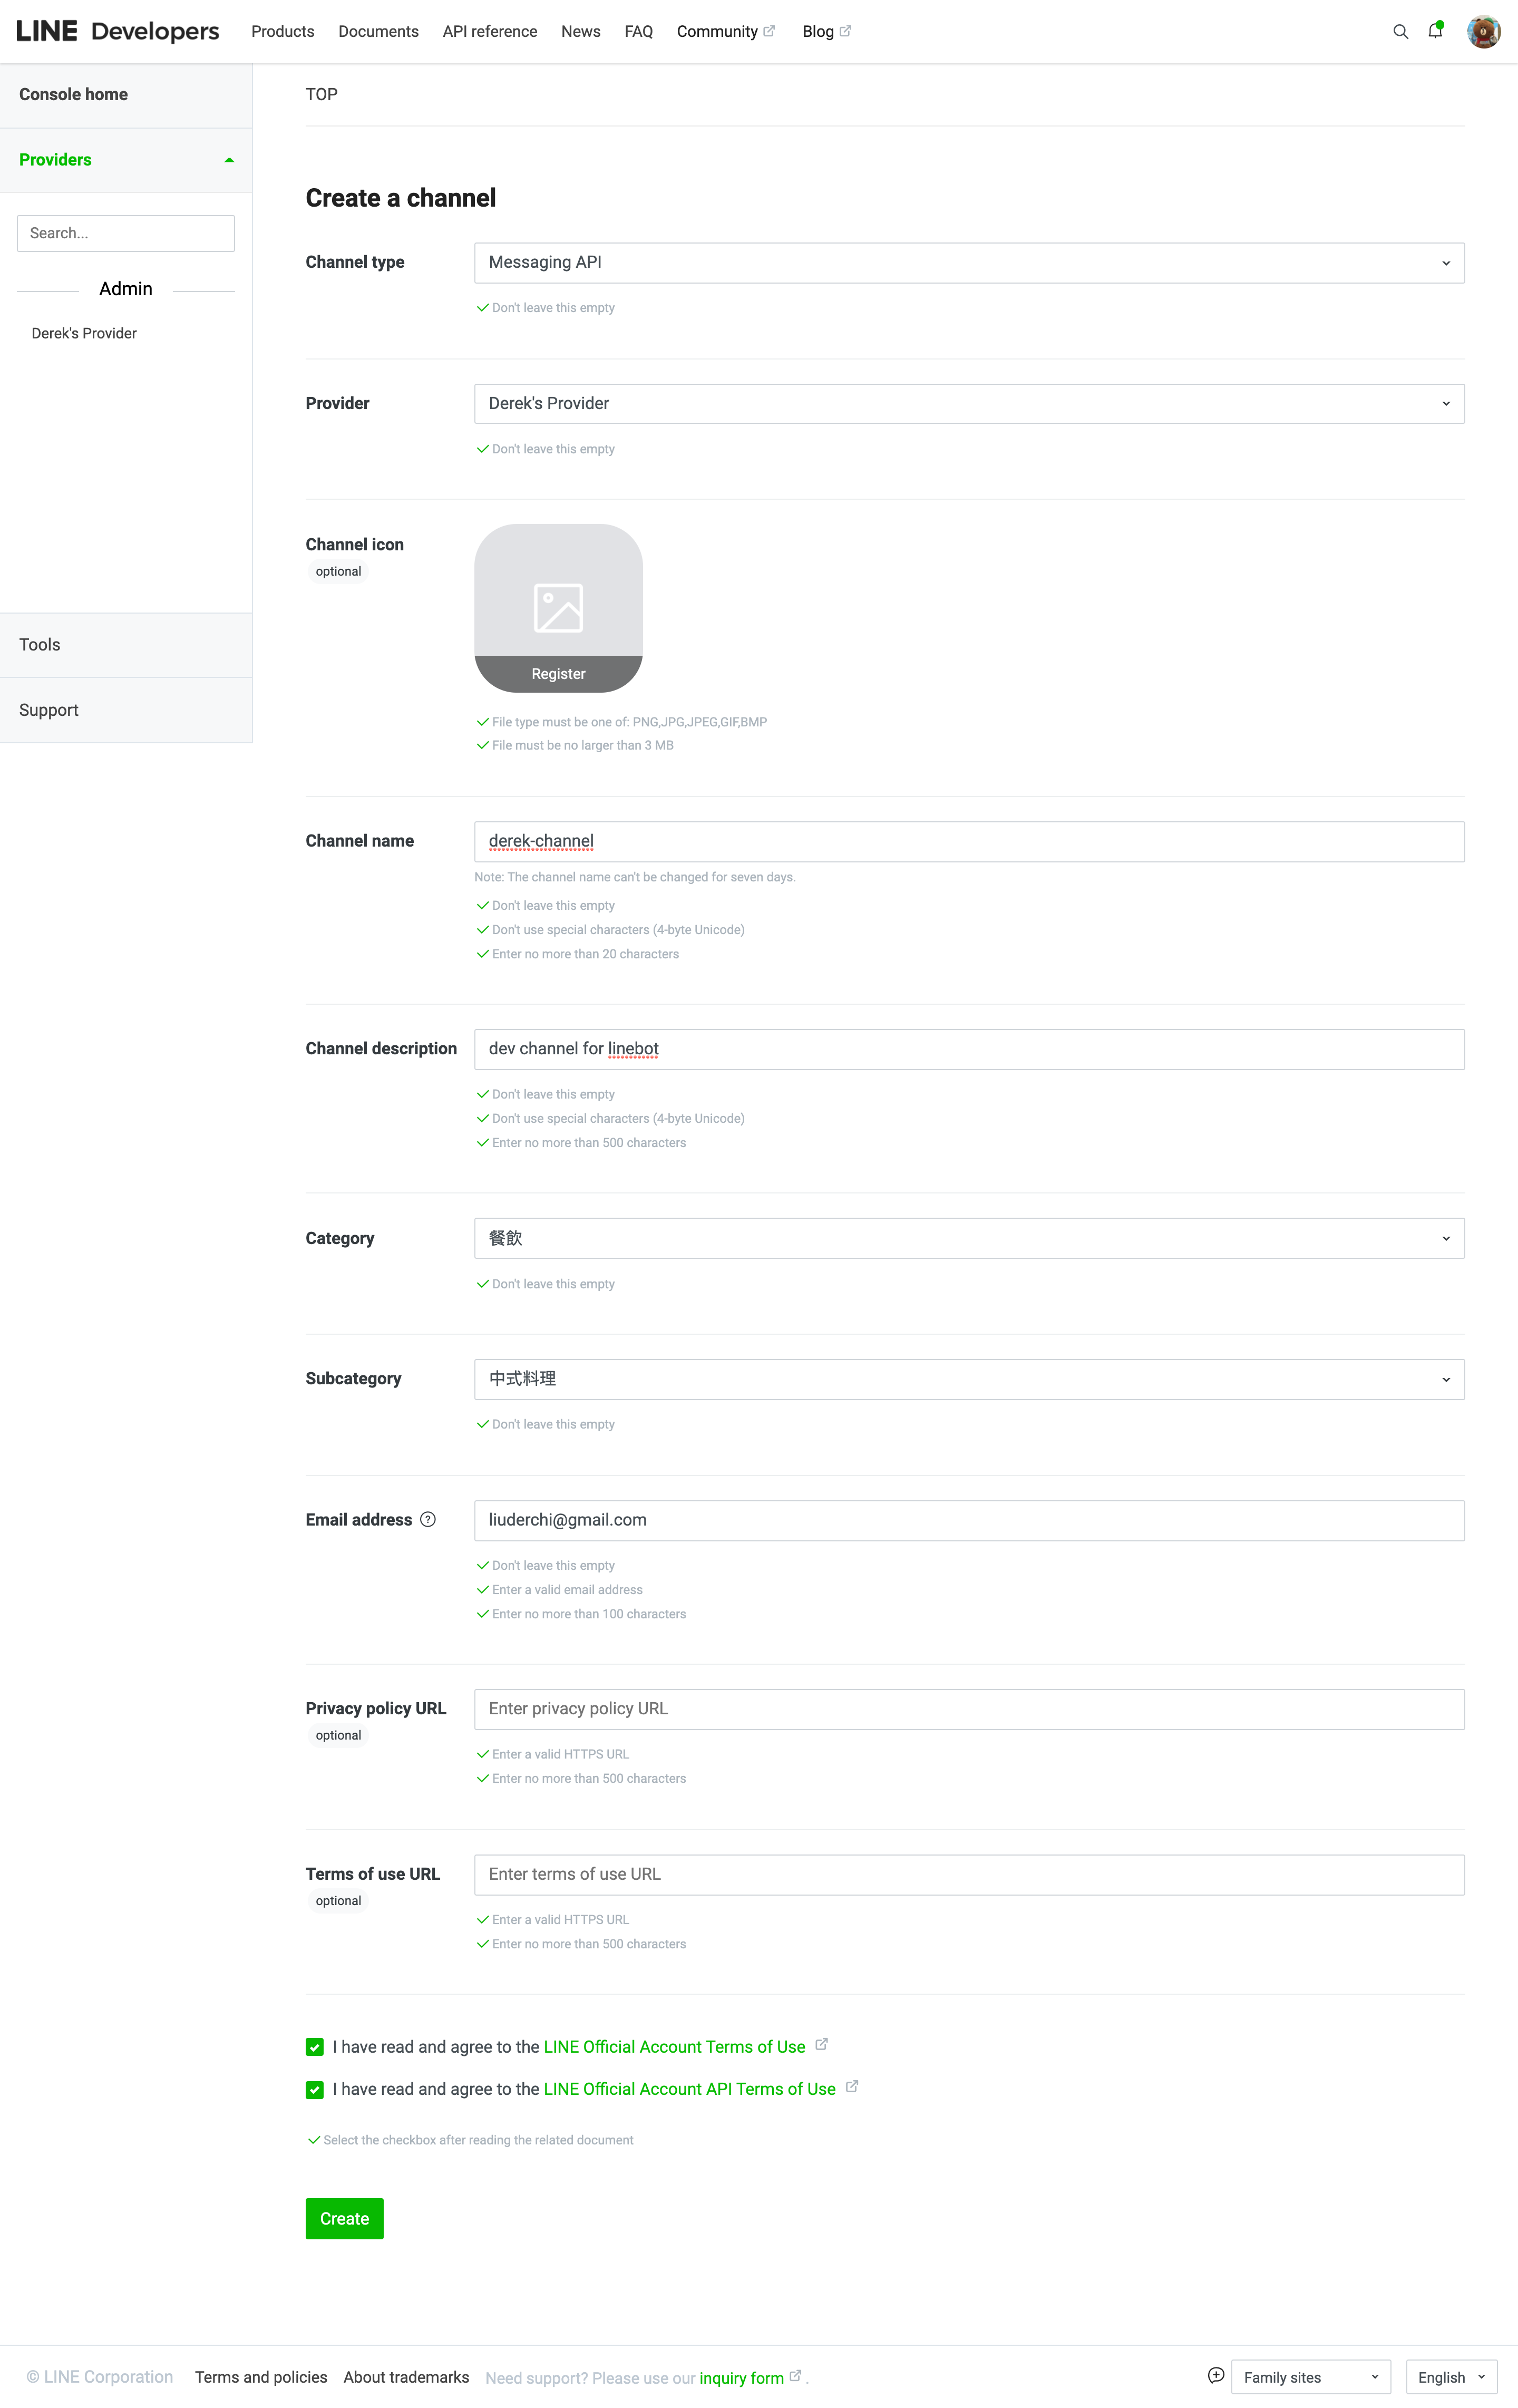 LINE Developers Products Documents API reference News FAQ Community Blog
Console home
Providers
Search...
Admin
Derek's Provider
Tools
Support
TOP
Create a channel
Channel type
Messaging API
Don't leave this empty
Provider
Derek's Provider
Don't leave this empty
Channel icon
optional
Register
File type must be one of: PNG,JPG,JPEG,GIF,BMP
File must be no larger than 3 MB
Channel name
derek-channel
Note: The channel name can't be changed for seven days.
Don't leave this empty
Don't use special characters (4-byte Unicode)
Enter no more than 20 characters
Channel description
dev channel for linebot
Don't leave this empty
Don't use special characters (4-byte Unicode)
Enter no more than 500 characters
Category
餐飲
Don't leave this empty
Subcategory
中式料理
Don't leave this empty
Email address ?
liuderchi@gmail.com
Don't leave this empty
Enter a valid email address
Enter no more than 100 characters
Privacy policy URL
optional
Enter privacy policy URL
Enter a valid HTTPS URL
Enter no more than 500 characters
Terms of use URL
optional
Enter terms of use URL
Enter a valid HTTPS URL
Enter no more than 500 characters
I have read and agree to the LINE Official Account Terms of Use
I have read and agree to the LINE Official Account API Terms of Use
Select the checkbox after reading the related document
Create
© LINE Corporation Terms and policies About trademarks Need support? Please use our inquiry form . Family sites English